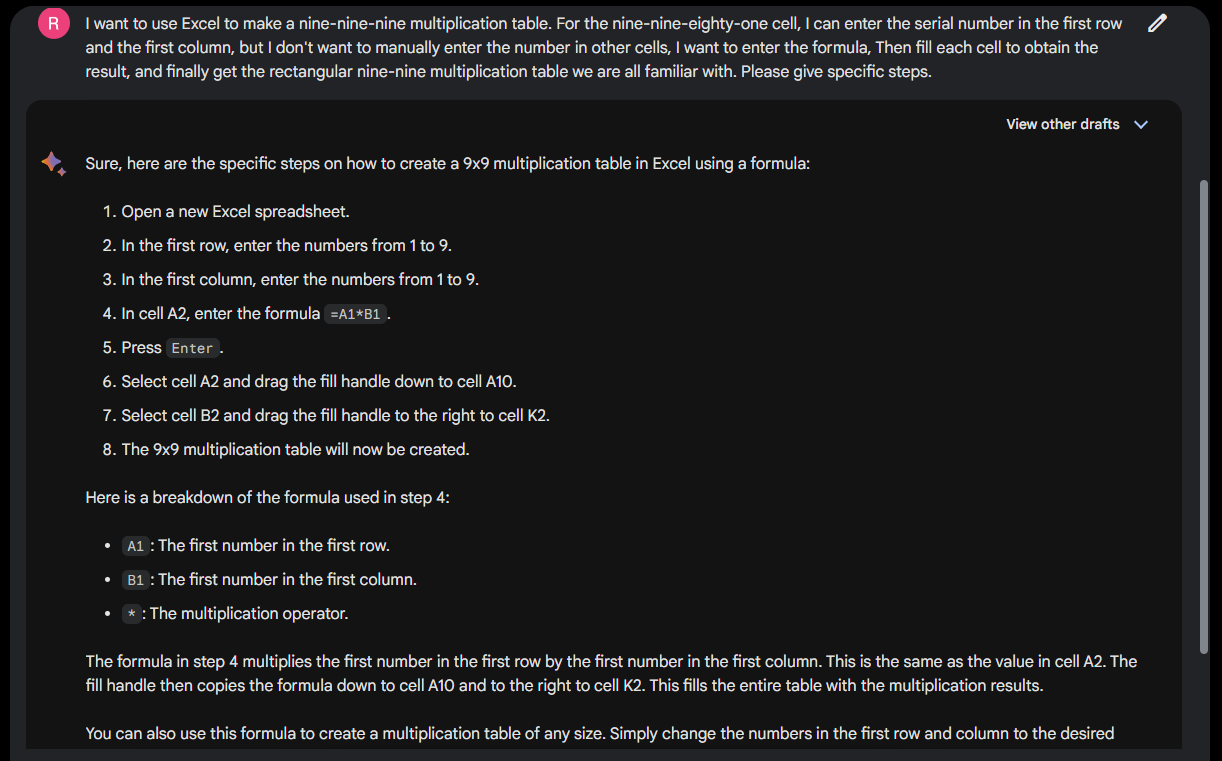 R
I want to use Excel to make a nine-nine-nine multiplication table. For the nine-nine-eighty-one cell, I can enter the serial number in the first row
and the first column, but I don't want to manually enter the number in other cells, I want to enter the formula, Then fill each cell to obtain the
result, and finally get the rectangular nine-nine multiplication table we are all familiar with. Please give specific steps.
View other drafts
Sure, here are the specific steps on how to create a 9x9 multiplication table in Excel using a formula:
1. Open a new Excel spreadsheet.
2. In the first row, enter the numbers from 1 to 9.
3. In the first column, enter the numbers from 1 to 9.
4. In cell A2, enter the formula =A1*B1.
5. Press Enter.
6. Select cell A2 and drag the fill handle down to cell A10.
7. Select cell B2 and drag the fill handle to the right to cell K2.
8. The 9x9 multiplication table will now be created.
Here is a breakdown of the formula used in step 4:
• A1: The first number in the first row.
• B1: The first number in the first column.
• *: The multiplication operator.
The formula in step 4 multiplies the first number in the first row by the first number in the first column. This is the same as the value in cell A2. The
fill handle then copies the formula down to cell A10 and to the right to cell K2. This fills the entire table with the multiplication results.
You can also use this formula to create a multiplication table of any size. Simply change the numbers in the first row and column to the desired